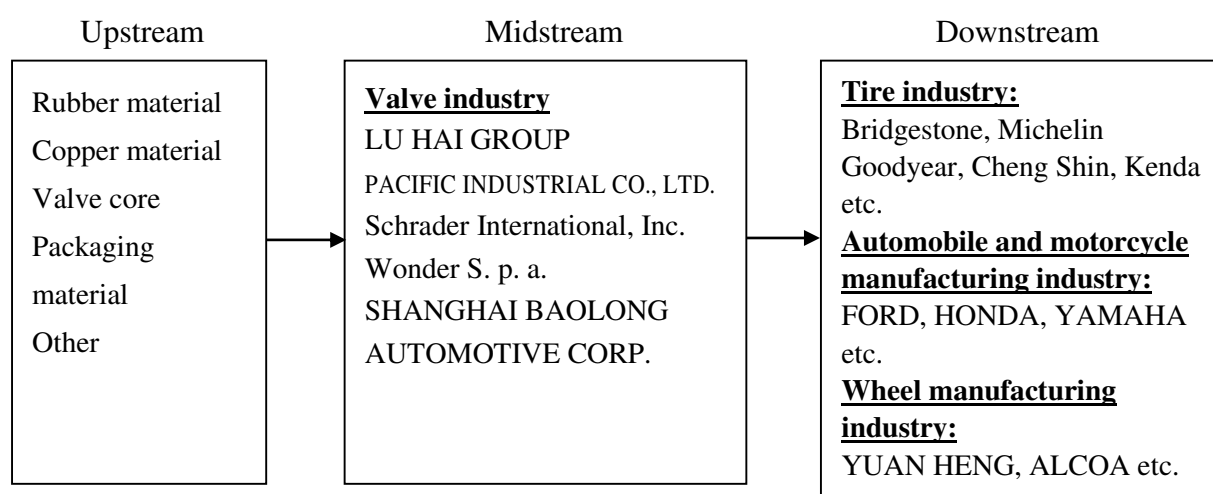 Upstream
Rubber material
Copper material
Valve core
Packaging
material
Other
Midstream
Valve industry
LU HAI GROUP
PACIFIC INDUSTRIAL CO., LTD.
Schrader International, Inc.
Wonder S. p. a.
SHANGHAI BAOLONG
AUTOMOTIVE CORP.
Downstream
Tire industry:
Bridgestone, Michelin
Goodyear, Cheng Shin, Kenda
etc.
Automobile and motorcycle
manufacturing industry:
FORD, HONDA, YAMAHA
etc.
Wheel manufacturing
industry:
YUAN HENG, ALCOA etc.